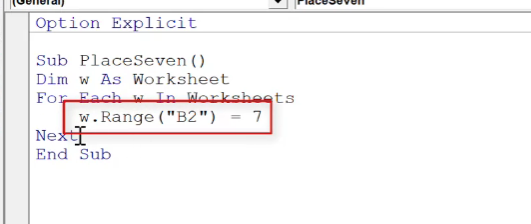 (General)
PlaceSeven
Option Explicit
Sub PlaceSeven()
Dim w As Worksheet
For Each w In Worksheets
w.Range("B2") = 7
Next
End Sub